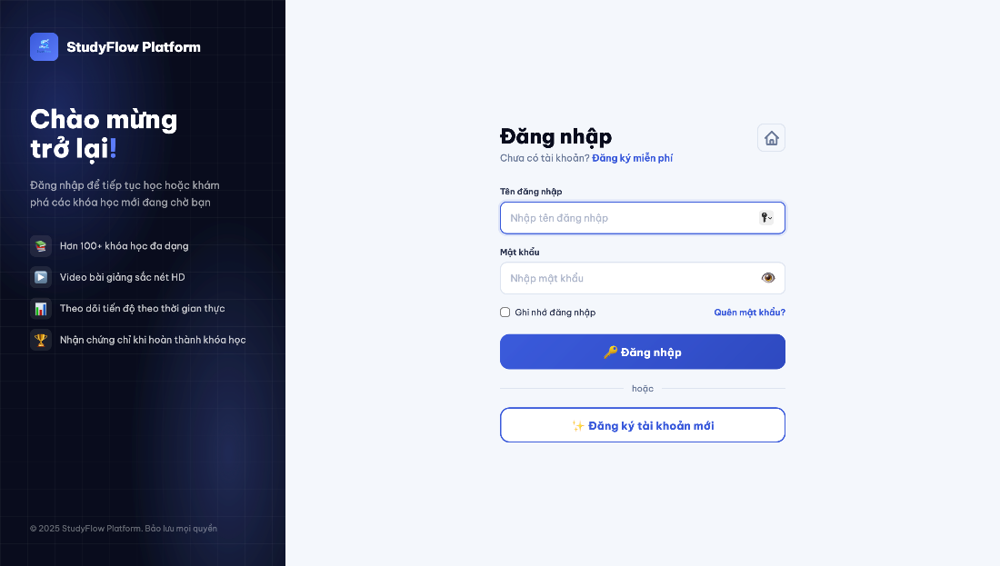 StudyFlow Platform
Chào mừng
trở lại!
Đăng nhập để tiếp tục học hoặc khám
phá các khóa học mới đang chờ bạn
Hơn 100+ khóa học đa dạng
Video bài giảng sắc nét HD
Theo dõi tiến độ theo thời gian thực
Nhận chứng chỉ khi hoàn thành khóa học
© 2025 StudyFlow Platform. Bảo lưu mọi quyền
Đăng nhập
Chưa có tài khoản? Đăng ký miễn phí
Tên đăng nhập
Nhập tên đăng nhập
Mật khẩu
Nhập mật khẩu
Ghi nhớ đăng nhập Quên mật khẩu?
Đăng nhập
hoặc
Đăng ký tài khoản mới